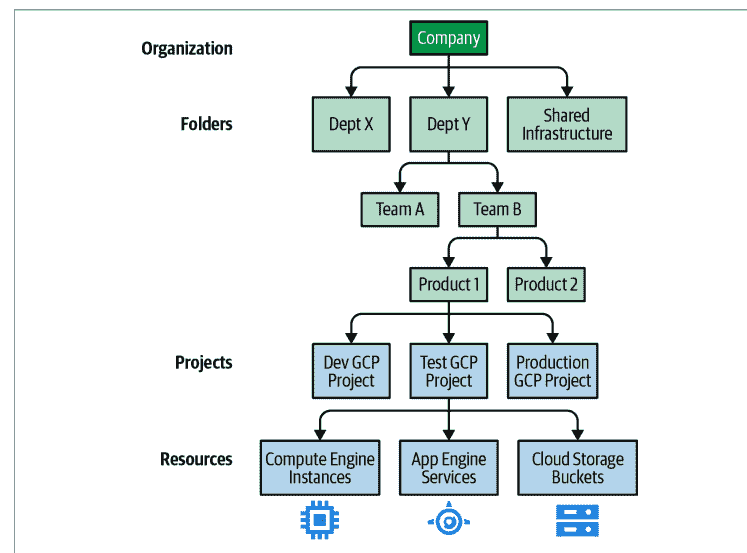 Organization
Company
Folders
Dept X
Dept Y
Shared
Infrastructure
Team A
Team B
Product 1
Product 2
Projects
Dev GCP
Project
Test GCP
Project
Production
GCP Project
Resources
Compute Engine
Instances
App Engine
Services
Cloud Storage
Buckets